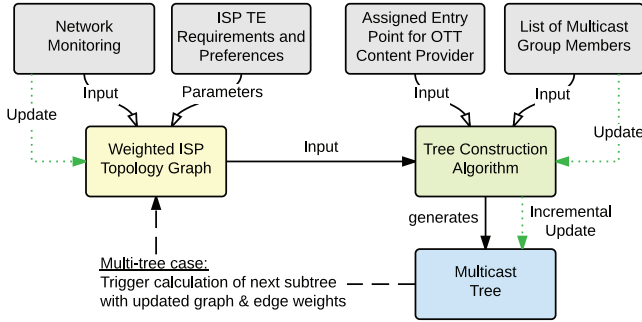 Network
Monitoring
ISP TE
Requirements and
Preferences
Assigned Entry
Point for OTT
Content Provider
List of Multicast
Group Members
Input
Parameters
Input
Input
Update
Update
Weighted ISP
Topology Graph
Input
Tree Construction
Algorithm
generates
Incremental
Update
Multi-tree case:
Trigger calculation of next subtree
with updated graph & edge weights
Multicast
Tree